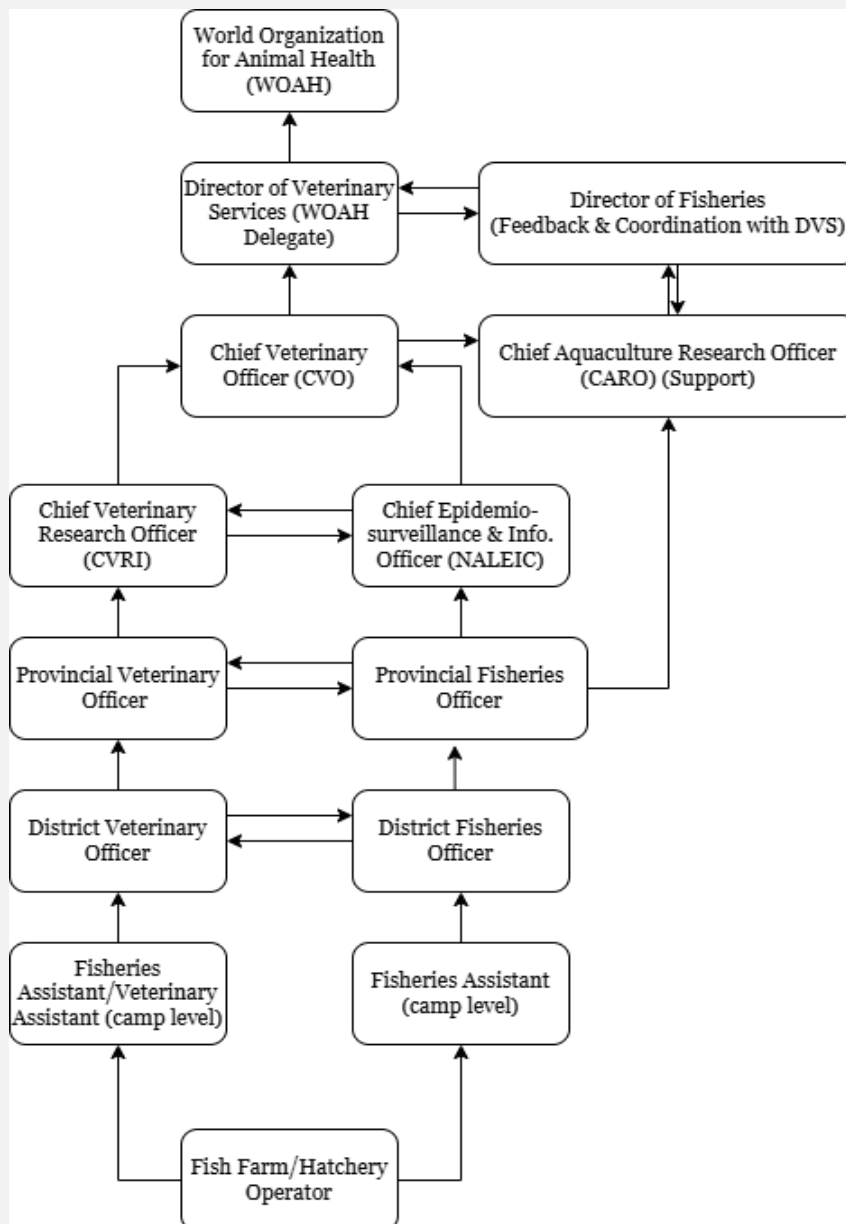 World Organization
for Animal Health
(WOAH)
Director of Veterinary
Services (WOAH
Delegate)
Director of Fisheries
(Feedback & Coordination with DVS)
Chief Veterinary
Officer (CVO)
Chief Aquaculture Research Officer
(CARO) (Support)
Chief Veterinary
Research Officer
(CVRI)
Chief Epidemio-
surveillance & Info.
Officer (NALEIC)
Provincial Veterinary
Officer
Provincial Fisheries
Officer
District Veterinary
Officer
District Fisheries
Officer
Fisheries
Assistant/Veterinary
Assistant (camp level)
Fisheries Assistant
(camp level)
Fish Farm/Hatchery
Operator